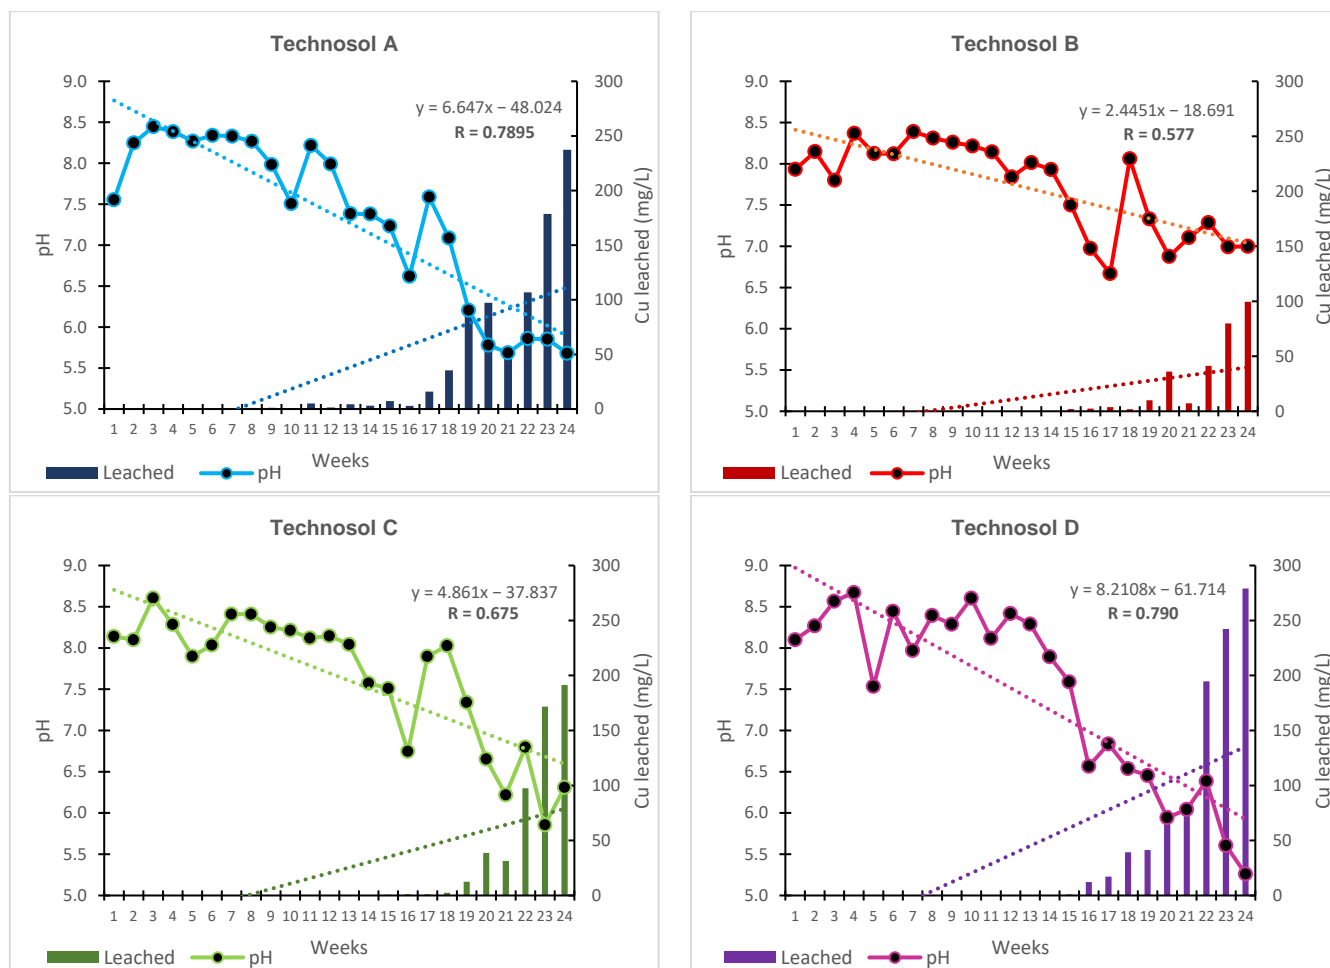 Technosol A
y = 6.647x − 48.024
R = 0.7895
9.0
8.5
8.0
7.5
7.0
6.5
6.0
5.5
5.0
pH
300
250
200
150
100
50
0
Cu leached (mg/L)
1 2 3 4 5 6 7 8 9 10 11 12 13 14 15 16 17 18 19 20 21 22 23 24
Weeks
Leached pH
Technosol B
y = 2.4451x − 18.691
R = 0.577
9.0
8.5
8.0
7.5
7.0
6.5
6.0
5.5
5.0
pH
300
250
200
150
100
50
0
Cu leached (mg/L)
1 2 3 4 5 6 7 8 9 10 11 12 13 14 15 16 17 18 19 20 21 22 23 24
Weeks
Leached pH
Technosol C
y = 4.861x − 37.837
R = 0.675
9.0
8.5
8.0
7.5
7.0
6.5
6.0
5.5
5.0
pH
300
250
200
150
100
50
0
Cu leached (mg/L)
1 2 3 4 5 6 7 8 9 10 11 12 13 14 15 16 17 18 19 20 21 22 23 24
Weeks
Leached pH
Technosol D
y = 8.2108x − 61.714
R = 0.790
9.0
8.5
8.0
7.5
7.0
6.5
6.0
5.5
5.0
pH
300
250
200
150
100
50
0
Cu leached (mg/L)
1 2 3 4 5 6 7 8 9 10 11 12 13 14 15 16 17 18 19 20 21 22 23 24
Weeks
Leached pH